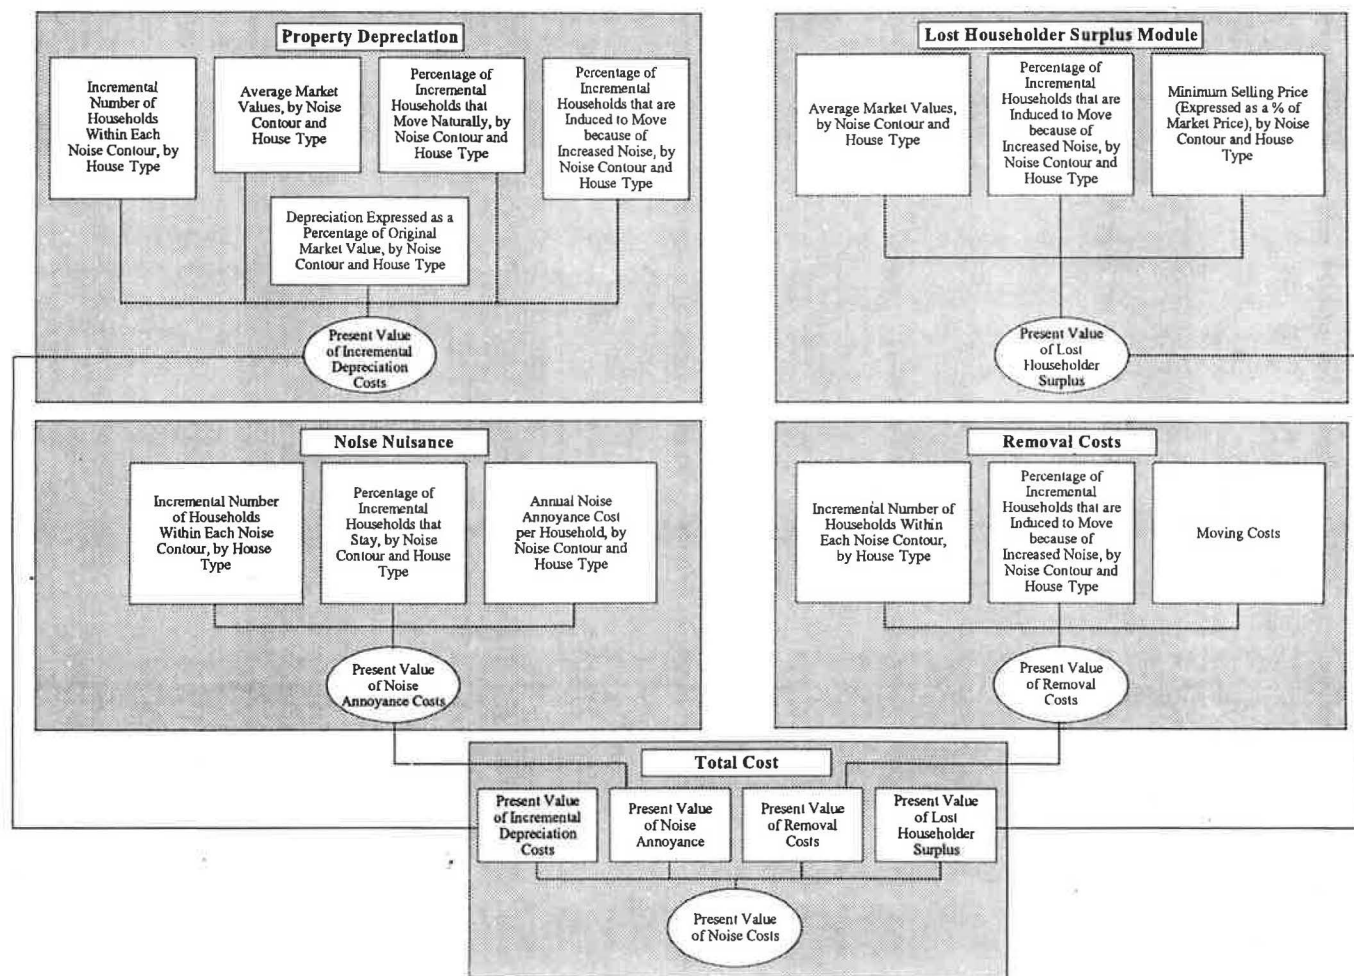 Property Depreciation
Incremental
Number of
Households
Within Each
Noise Contour, by
House Type
Average Market
Values, by Noise
Contour and
House Type
Percentage of
Incremental
Households that
Move Naturally, by
Noise Contour and
House Type
Percentage of
Incremental
Households that are
Induced to Move
because of
Increased Noise, by
Noise Contour and
House Type
Depreciation Expressed as a
Percentage of Original
Market Value, by Noise
Contour and House Type
Present Value
of Incremental
Depreciation
Costs
Lost Householder Surplus Module
Average Market Values,
by Noise Contour and
House Type
Percentage of
Incremental
Households that are
Induced to Move
because of
Increased Noise, by
Noise Contour and
House Type
Minimum Selling Price
(Expressed as a % of
Market Price), by Noise
Contour and House
Type
Present Value
of Lost
Householder
Surplus
Noise Nuisance
Incremental Number
of Households
Within Each Noise
Contour, by House
Type
Percentage of
Incremental
Households that
Stay, by Noise
Contour and House
Type
Annual Noise
Annoyance Cost
per Household, by
Noise Contour and
House Type
Present Value
of Noise
Annoyance Costs
Removal Costs
Incremental Number of
Households Within
Each Noise Contour,
by House Type
Percentage of
Incremental
Households that are
Induced to Move
because of
Increased Noise, by
Noise Contour and
House Type
Moving Costs
Present Value
of Removal
Costs
Total Cost
Present Value
of Incremental
Depreciation
Costs
Present Value
of Noise
Annoyance
Present Value
of Removal
Costs
Present Value
of Lost
Householder
Surplus
Present Value
of Noise Costs